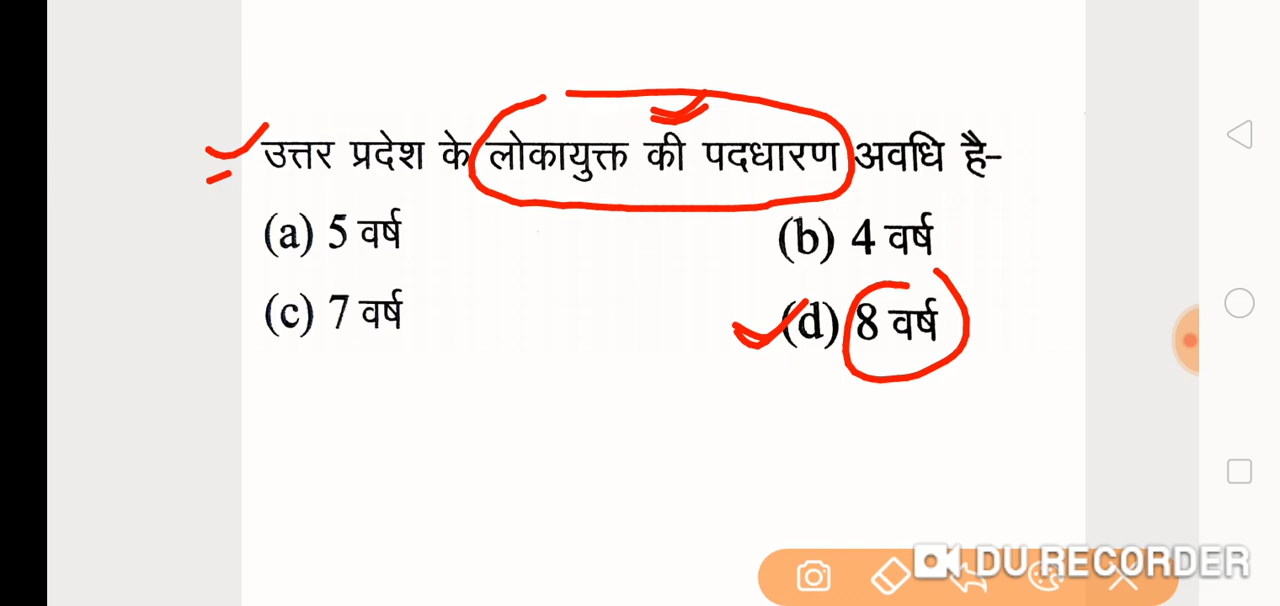 उत्तर प्रदेश के लोकायुक्त की पदधारण अवधि है-
(a) 5 वर्ष (b) 4 वर्ष
(c) 7 वर्ष (d) 8 वर्ष
DU RECORDER